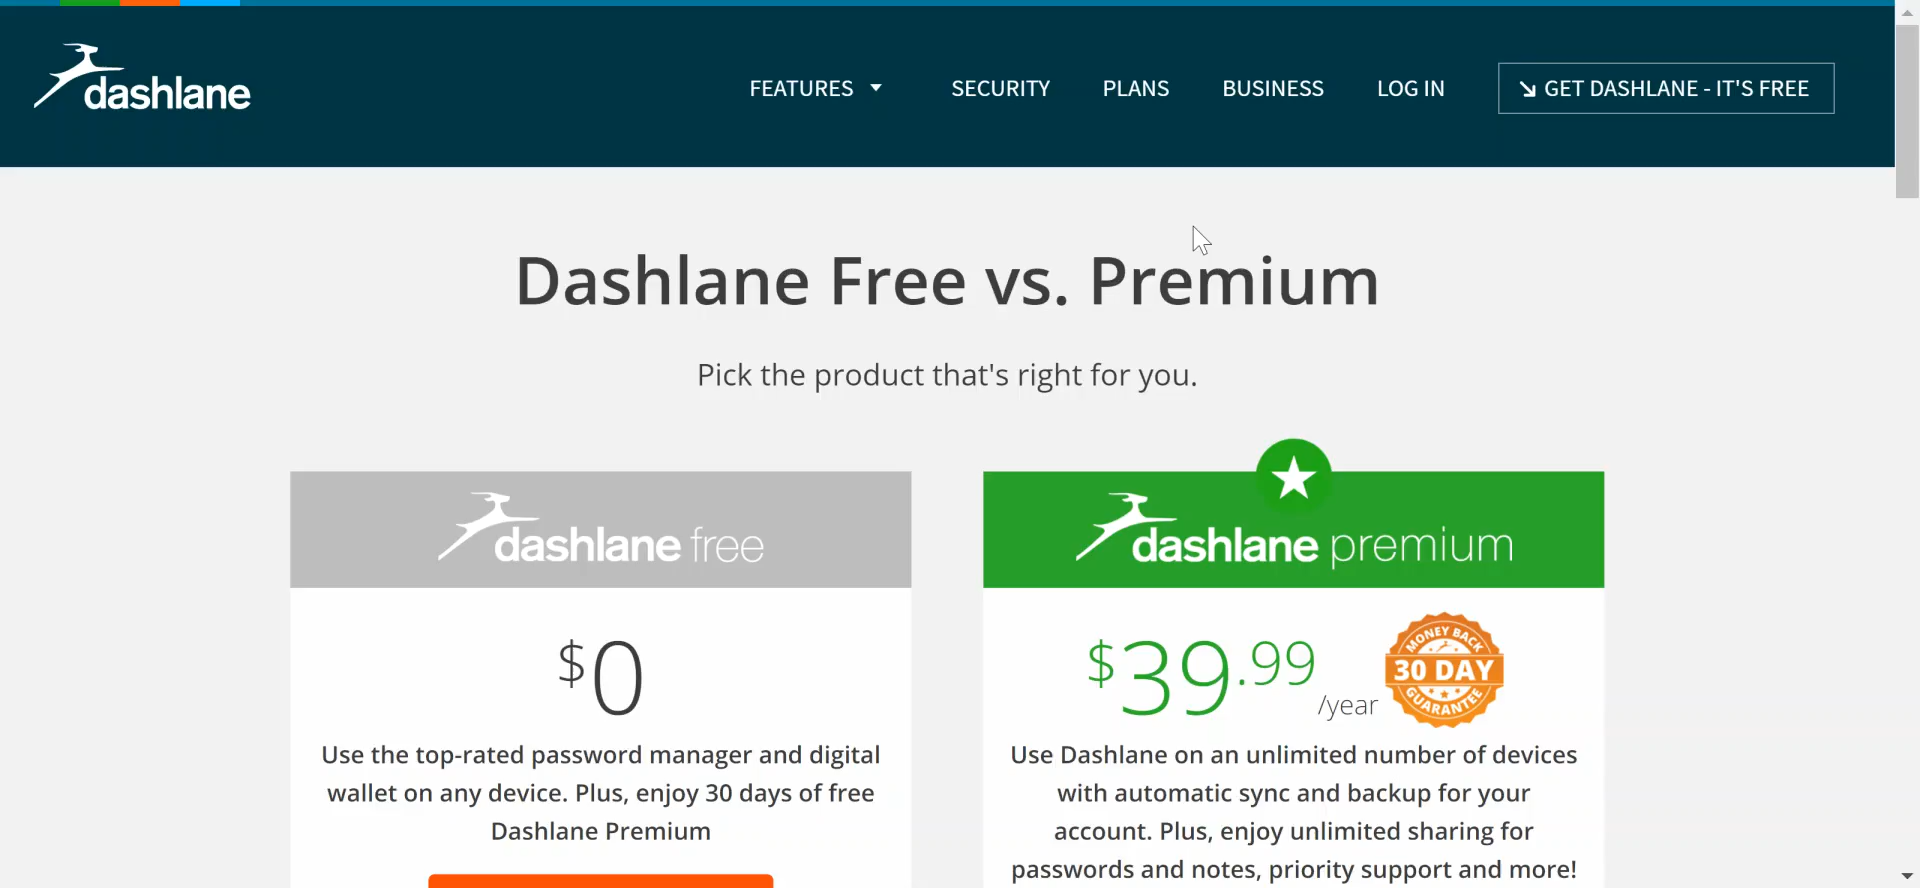 dashlane
FEATURES
SECURITY
PLANS
BUSINESS
LOG IN
GET DASHLANE - IT'S FREE
Dashlane Free vs. Premium
Pick the product that's right for you.
dashlane free
$0
Use the top-rated password manager and digital
wallet on any device. Plus, enjoy 30 days of free
Dashlane Premium
dashlane premium
$39.99
/year
MONEY BACK
30 DAY
GUARANTEE
Use Dashlane on an unlimited number of devices
with automatic sync and backup for your
account. Plus, enjoy unlimited sharing for
passwords and notes, priority support and more!